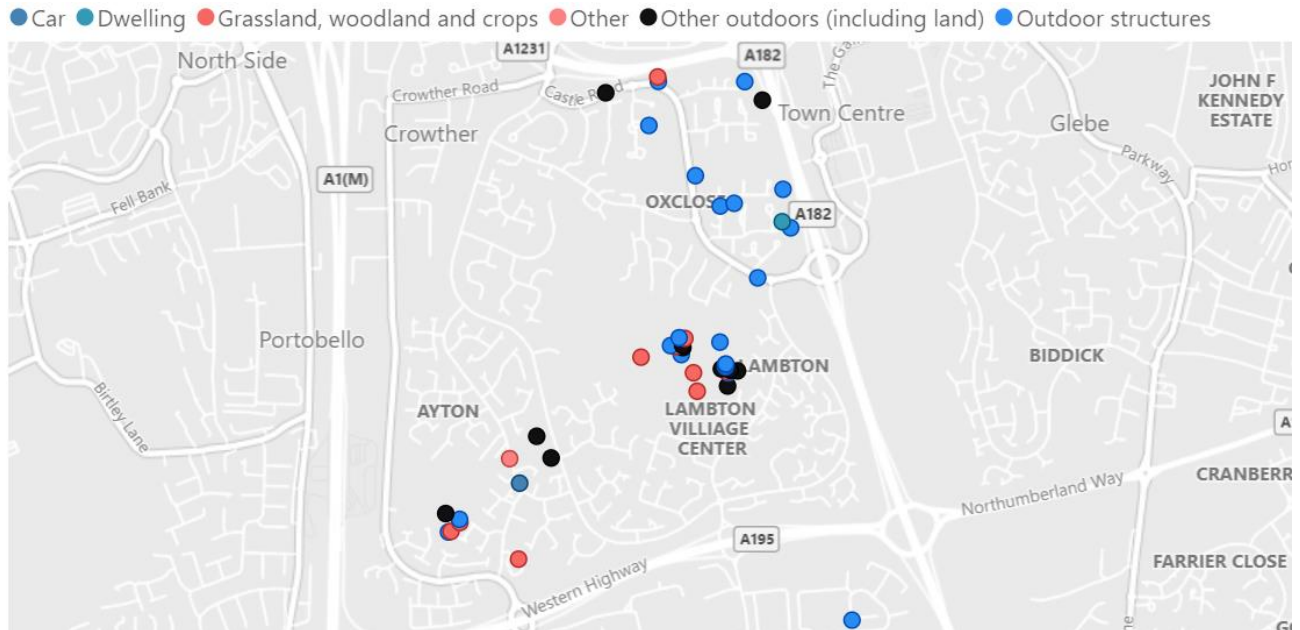 Car Dwelling Grassland, woodland and crops Other Other outdoors (including land) Outdoor structures
A1231
A182
North Side
JOHN F
KENNEDY
ESTATE
Crowther Road
Castle Road
Town Centre
Glebe
Crowther
Parkway
A1(M)
Fell Bank
OXCLOSE
A182
Portobello
BIDDICK
LAMBTON
Birtley Lane
AYTON
LAMBTON
VILLIAGE
CENTER
CRANBERR
Northumberland Way
A195
FARRIER CLOSE
Western Highway